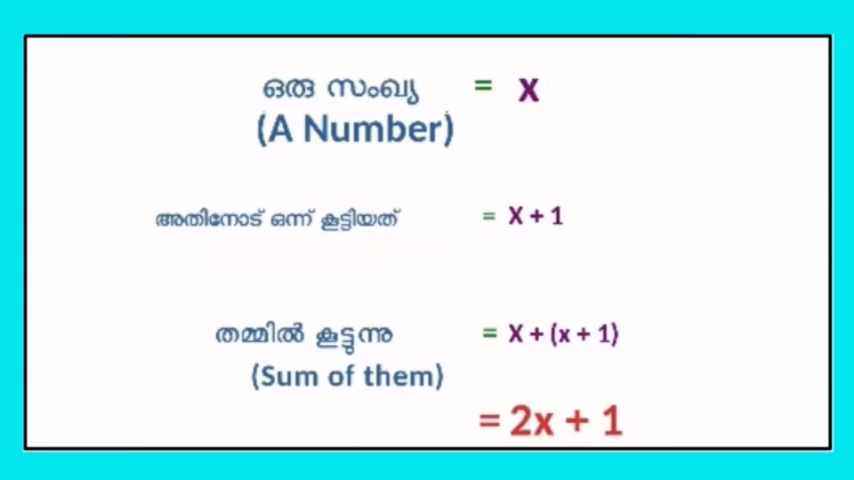 ഒരു സംഖ്യ = x
(A Number)
അതിനോട് ഒന്ന് കൂട്ടിയത് = X + 1
തമ്മിൽ കൂട്ടുന്നു = X + (x + 1)
(Sum of them)
= 2x + 1